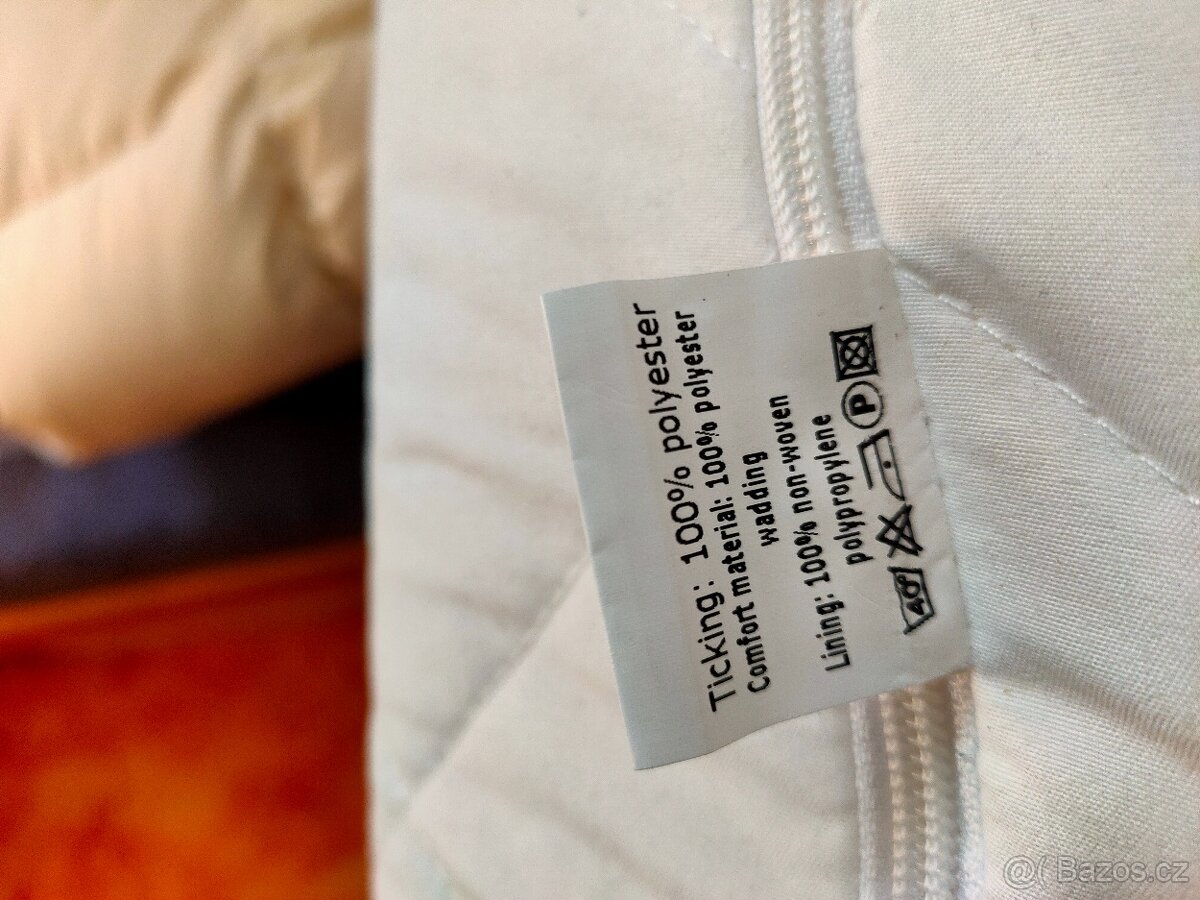 Ticking: 100% polyester
Comfort material: 100% polyester
wadding
Lining: 100% non-woven
polypropylene
40° P
@( Bazos.cz